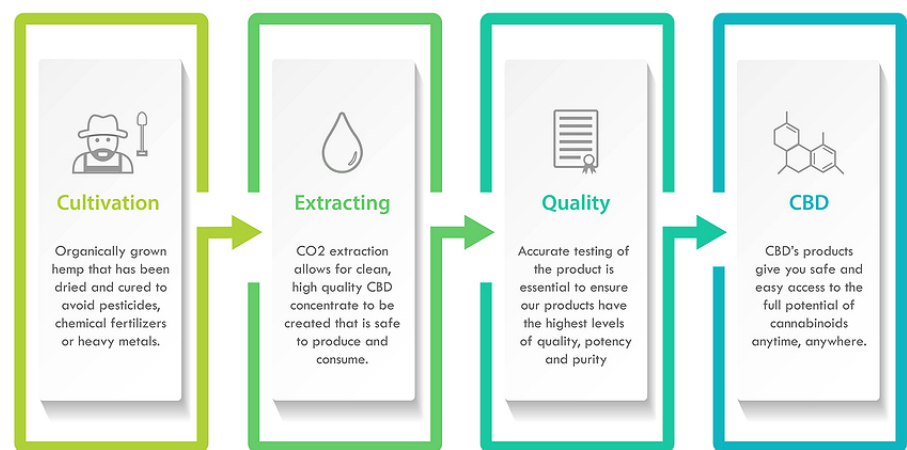 Cultivation
Organically grown
hemp that has been
dried and cured to
avoid pesticides,
chemical fertilizers
or heavy metals.
Extracting
CO2 extraction
allows for clean,
high quality CBD
concentrate to be
created that is safe
to produce and
consume.
Quality
Accurate testing of
the product is
essential to ensure
our products have
the highest levels
of quality, potency
and purity
CBD
CBD's products
give you safe and
easy access to the
full potential of
cannabinoids
anytime, anywhere.